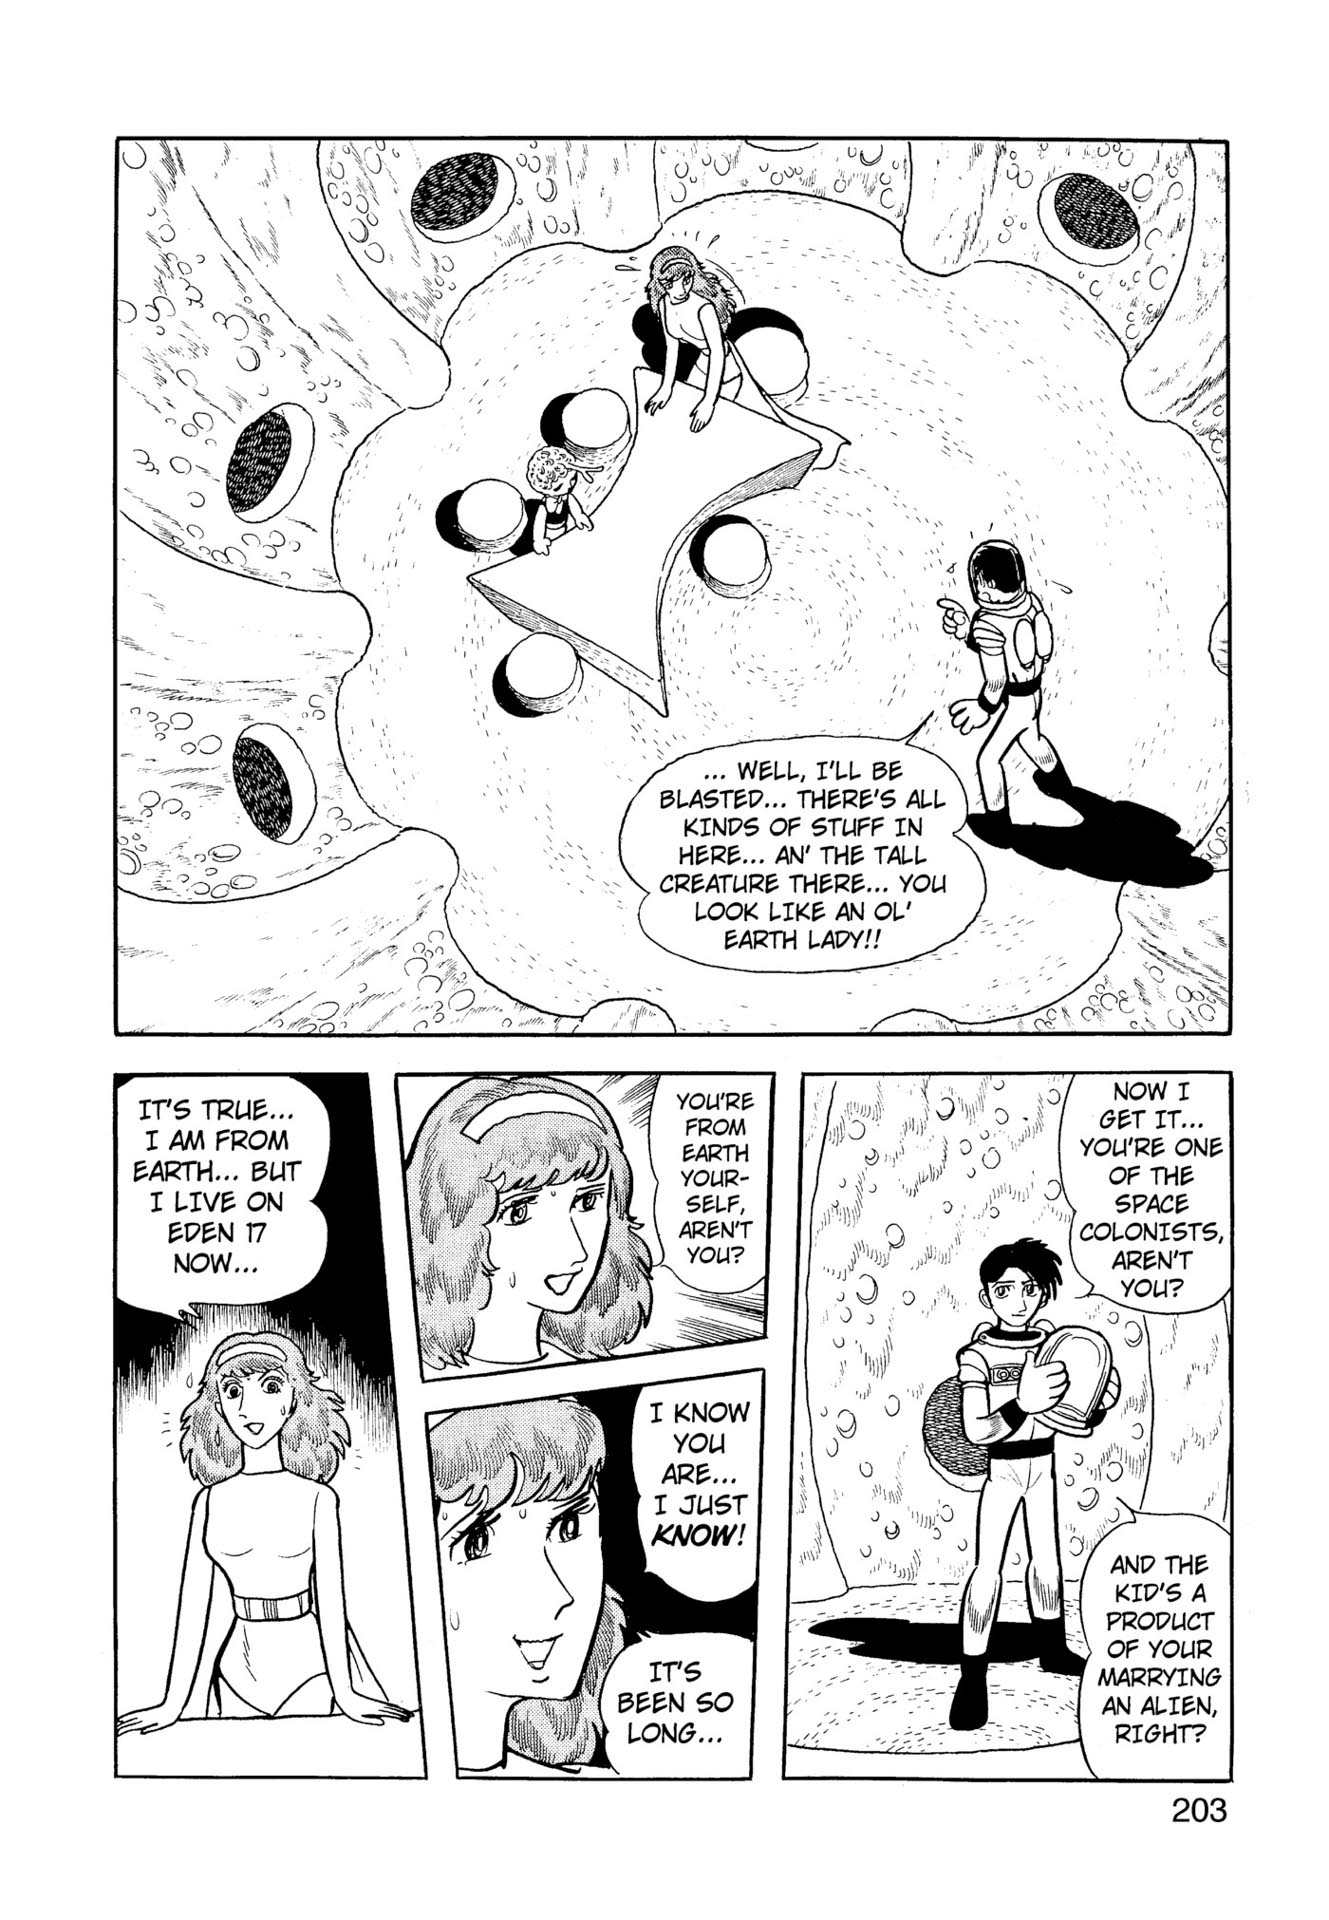 ... WELL, I'LL BE
BLASTED... THERE'S ALL
KINDS OF STUFF IN
HERE... AN' THE TALL
CREATURE THERE... YOU
LOOK LIKE AN OL'
EARTH LADY!!
IT'S TRUE...
I AM FROM
EARTH... BUT
I LIVE ON
EDEN 17
NOW...
YOU'RE
FROM
EARTH
YOUR-
SELF,
AREN'T
YOU?
I KNOW
YOU
ARE...
I JUST
KNOW!
IT'S
BEEN SO
LONG...
NOW I
GET IT...
YOU'RE ONE
OF THE
SPACE
COLONISTS,
AREN'T
YOU?
AND THE
KID'S A
PRODUCT
OF YOUR
MARRYING
AN ALIEN,
RIGHT?
203